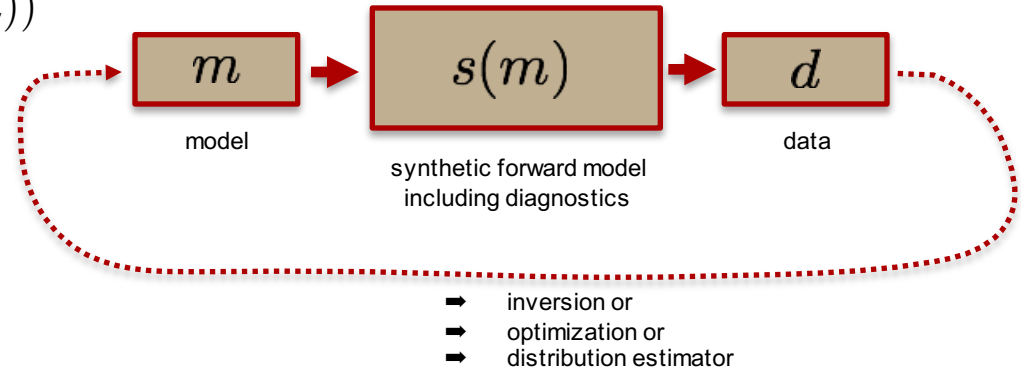 ))
m
s(m)
d
model
data
synthetic forward model
including diagnostics
➡ inversion or
➡ optimization or
➡ distribution estimator